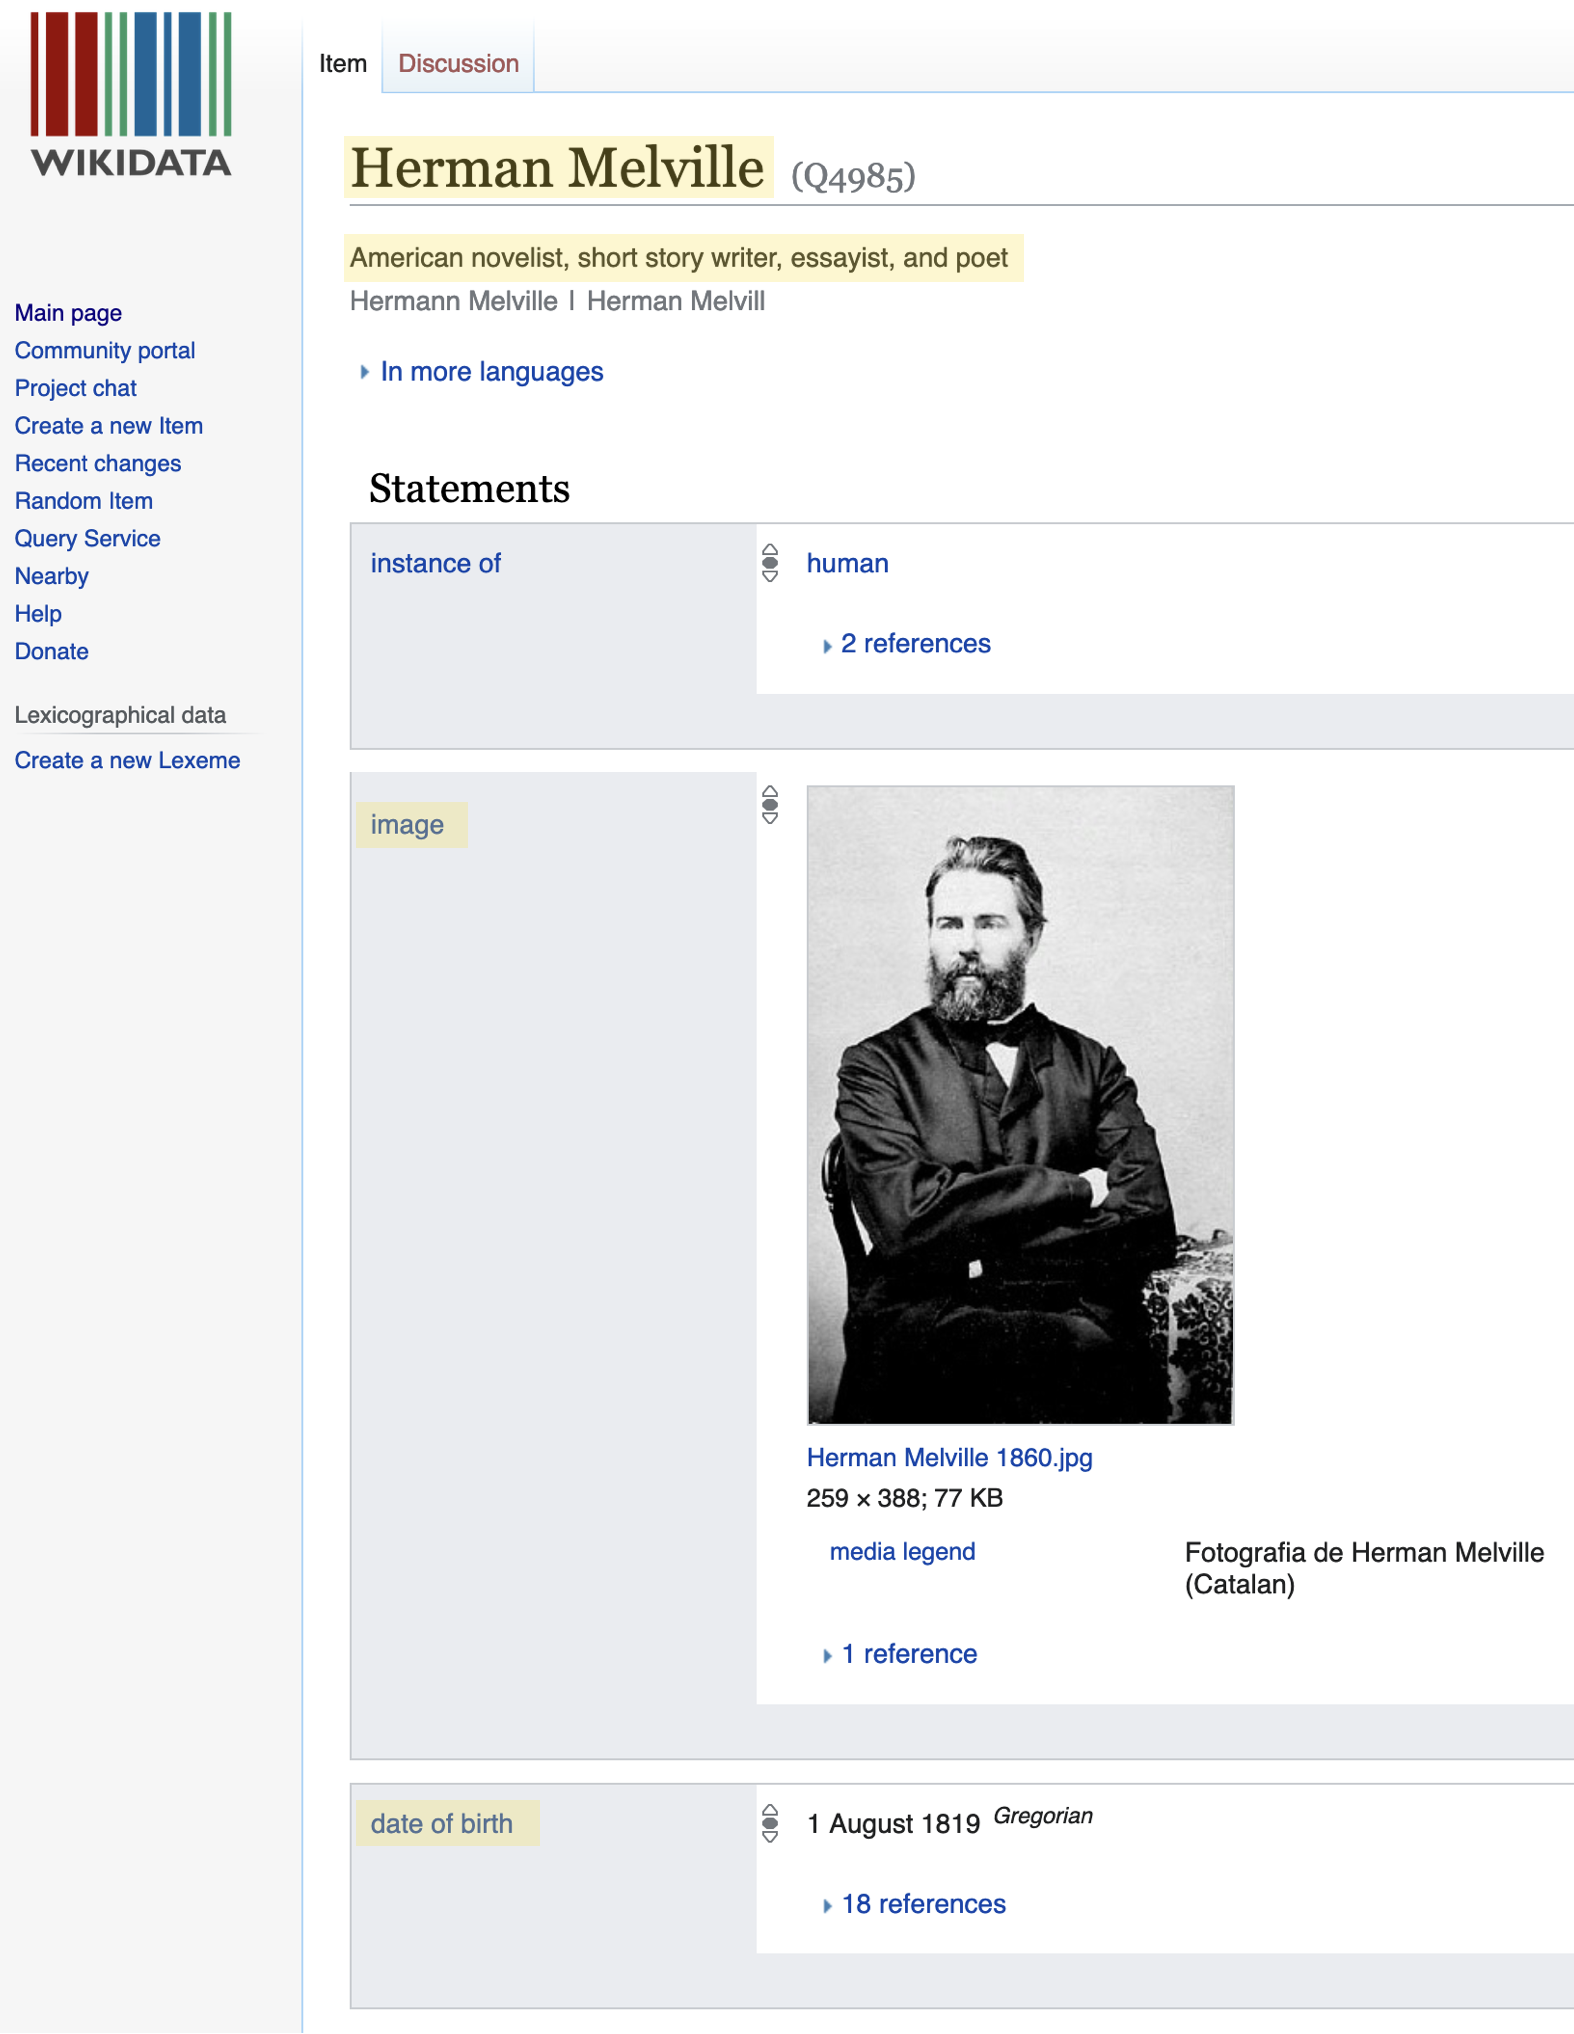 WIKIDATA
Main page
Community portal
Project chat
Create a new Item
Recent changes
Random Item
Query Service
Nearby
Help
Donate
Lexicographical data
Create a new Lexeme
Item Discussion
Herman Melville (Q4985)
American novelist, short story writer, essayist, and poet
Hermann Melville | Herman Melvill
In more languages
Statements
instance of
human
2 references
image
Herman Melville 1860.jpg
259 × 388; 77 KB
media legend
Fotografia de Herman Melville
(Catalan)
1 reference
date of birth
1 August 1819 Gregorian
18 references